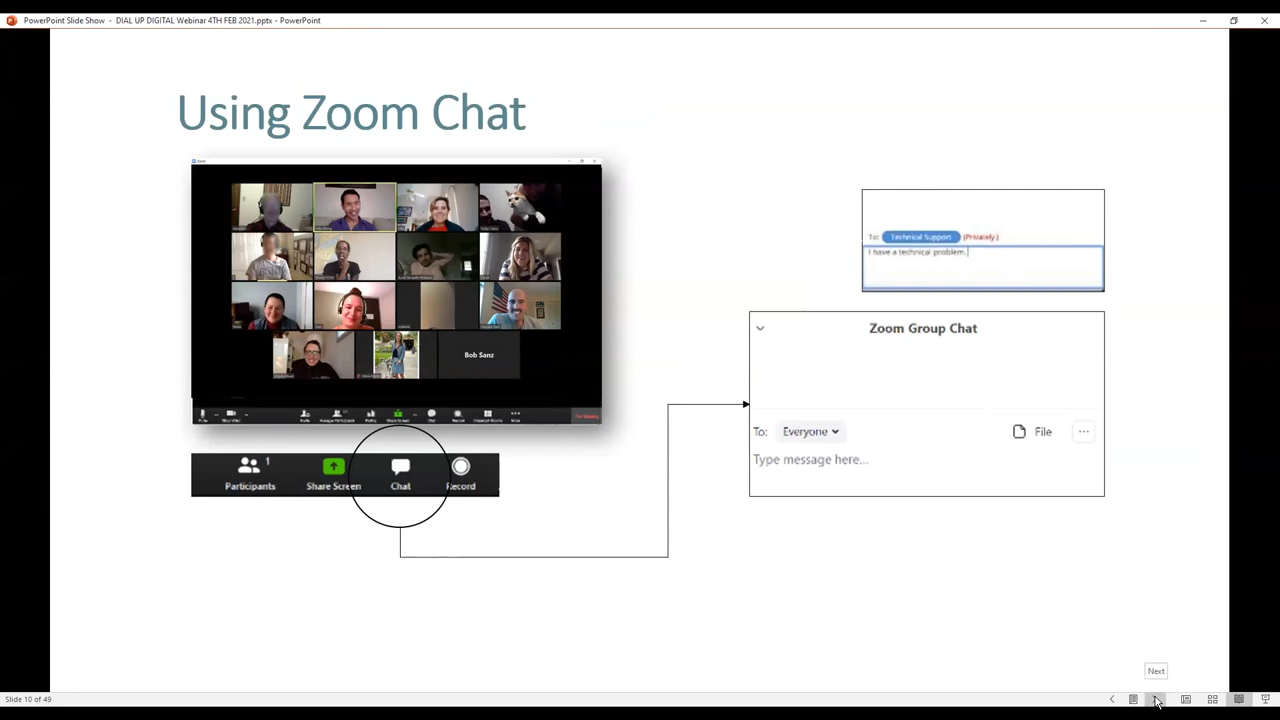 PowerPoint Slide Show - DIAL UP DIGITAL Webinar 4TH FEB 2021.pptx - PowerPoint
Using Zoom Chat
To: Technical Support (Privately)
I have a technical problem.
Bob Sanz
Zoom Group Chat
To: Everyone File
Type message here...
1
Participants Share Screen Chat Record
Next
Slide 10 of 49